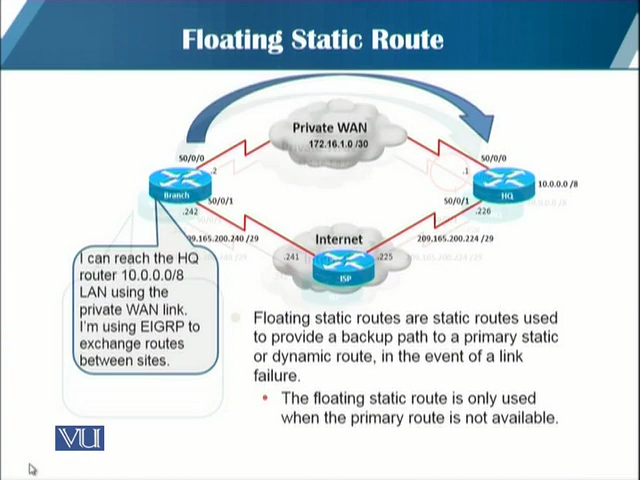 Floating Static Route
Private WAN
172.16.1.0 /30
S0/0/0
S0/0/0
.2
.1
Branch
HQ
10.0.0.0 /8
S0/0/1
S0/0/1
.242
.226
209.165.200.240 /29
Internet
209.165.200.224 /29
.241
.225
ISP
I can reach the HQ
router 10.0.0.0/8
LAN using the
private WAN link.
I'm using EIGRP to
exchange routes
between sites.
Floating static routes are static routes used
to provide a backup path to a primary static
or dynamic route, in the event of a link
failure.
• The floating static route is only used
when the primary route is not available.
VU